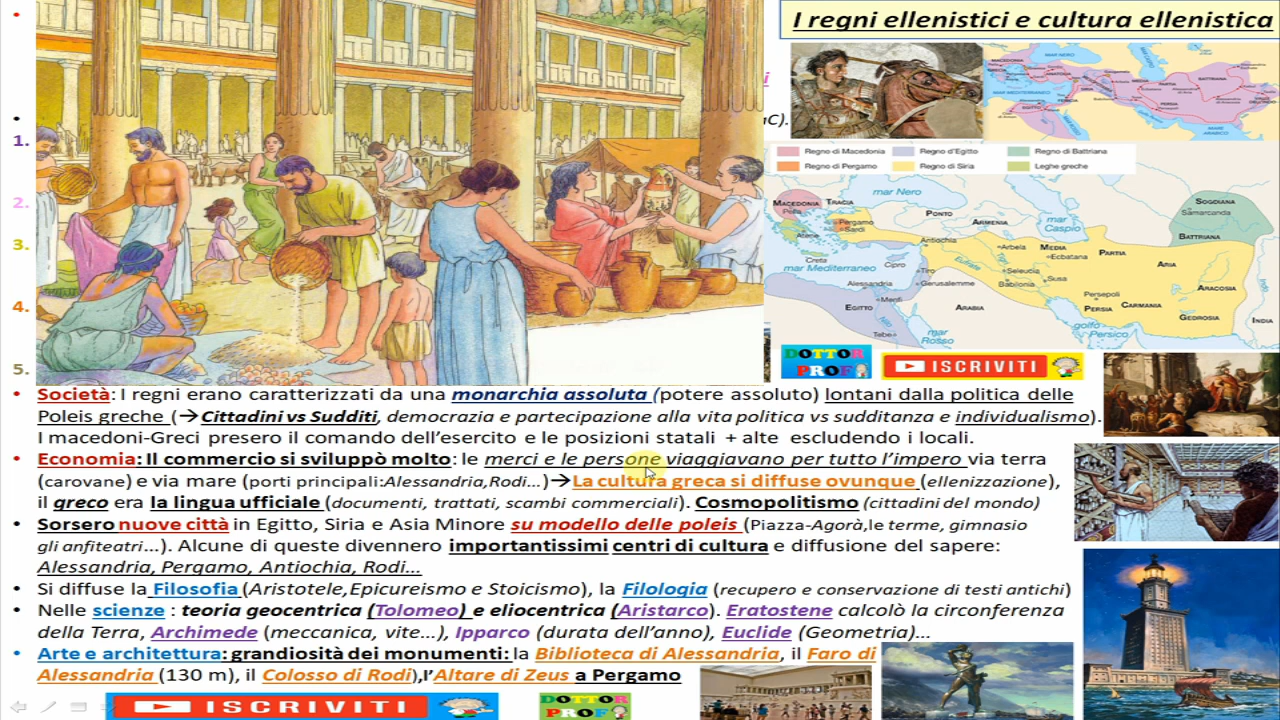 I regni ellenistici e cultura ellenistica
i
aC).
1.
2.
3.
4.
5.
Regno di Macedonia
Regno d'Egitto
Regno di Battriana
Regno di Pergamo
Regno di Siria
Leghe greche
mar Nero
MACEDONIA
TRACIA
Pella
PONTO
ARMENIA
mar
Caspio
SOGDIANA
Samarcanda
BATTRIANA
Pergamo
Sardi
Atene
Antiochia
Arbela
MEDIA
Ecbatana
PARTIA
ARIA
Creta
mar Mediterraneo
Cipro
Eufrate
Tiro
Seleucia
Susa
Alessandria
Gerusalemme
Babilonia
ARACOSIA
Menfi
EGITTO
ARABIA
Persepoli
PERSIA
CARMANIA
GEDROSIA
INDIA
Tebe
mar
Rosso
golfo
Persico
DOTTOR
PROF
ISCRIVITI
• Società: I regni erano caratterizzati da una monarchia assoluta (potere assoluto) lontani dalla politica delle
Poleis greche (→Cittadini vs Sudditi, democrazia e partecipazione alla vita politica vs sudditanza e individualismo).
I macedoni-Greci presero il comando dell'esercito e le posizioni statali + alte escludendo i locali.
• Economia: Il commercio si sviluppò molto: le merci e le persone viaggiavano per tutto l'impero via terra
(carovane) e via mare (porti principali:Alessandria,Rodi...)→La cultura greca si diffuse ovunque (ellenizzazione),
il greco era la lingua ufficiale (documenti, trattati, scambi commerciali). Cosmopolitismo (cittadini del mondo)
• Sorsero nuove città in Egitto, Siria e Asia Minore su modello delle poleis (Piazza-Agorà,le terme, gimnasio
gli anfiteatri...). Alcune di queste divennero importantissimi centri di cultura e diffusione del sapere:
Alessandria, Pergamo, Antiochia, Rodi...
• Si diffuse la Filosofia (Aristotele,Epicureismo e Stoicismo), la Filologia (recupero e conservazione di testi antichi)
• Nelle scienze : teoria geocentrica (Tolomeo) e eliocentrica (Aristarco). Eratostene calcolò la circonferenza
della Terra, Archimede (meccanica, vite...), Ipparco (durata dell'anno), Euclide (Geometria)...
• Arte e architettura: grandiosità dei monumenti: la Biblioteca di Alessandria, il Faro di
Alessandria (130 m), il Colosso di Rodi),l'Altare di Zeus a Pergamo
ISCRIVITI
DOTTOR
PROF